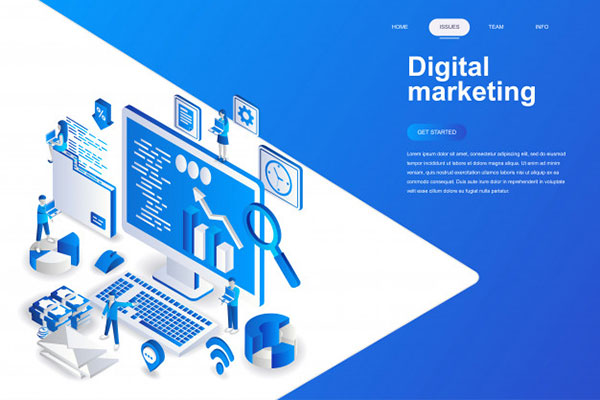 HOME ISSUES TEAM INFO
Digital
marketing
GET STARTED
Lorem ipsum dolor sit amet, consectetur adipiscing elit, sed do
eiusmod tempor incididunt ut labore et dolore magna aliqua. Ut enim ad minim
veniam, quis nostrud exercitation ullamco laboris nisi ut aliquip ex ea
commodo consequat. Duis aute irure dolor in reprehenderit in voluptate
velit esse cillum dolore eu fugiat nulla pariatur.
%